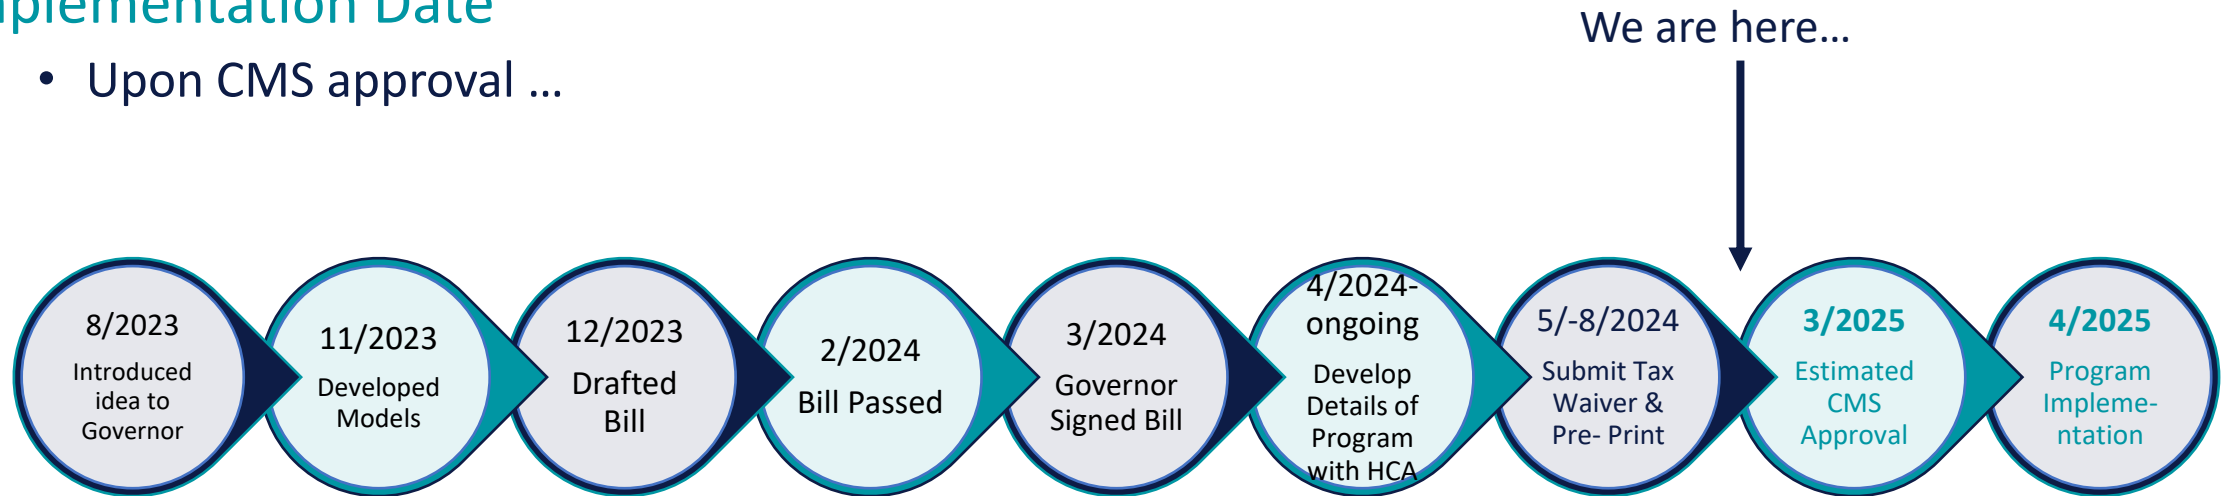 plementation Date
• Upon CMS approval ...
We are here...
8/2023
Introduced
idea to
Governor
11/2023
Developed
Models
12/2023
Drafted
Bill
2/2024
Bill Passed
3/2024
Governor
Signed Bill
4/2024-
ongoing
Develop
Details of
Program
with HCA
5/-8/2024
Submit Tax
Waiver &
Pre- Print
3/2025
Estimated
CMS
Approval
4/2025
Program
Impleme-
ntation